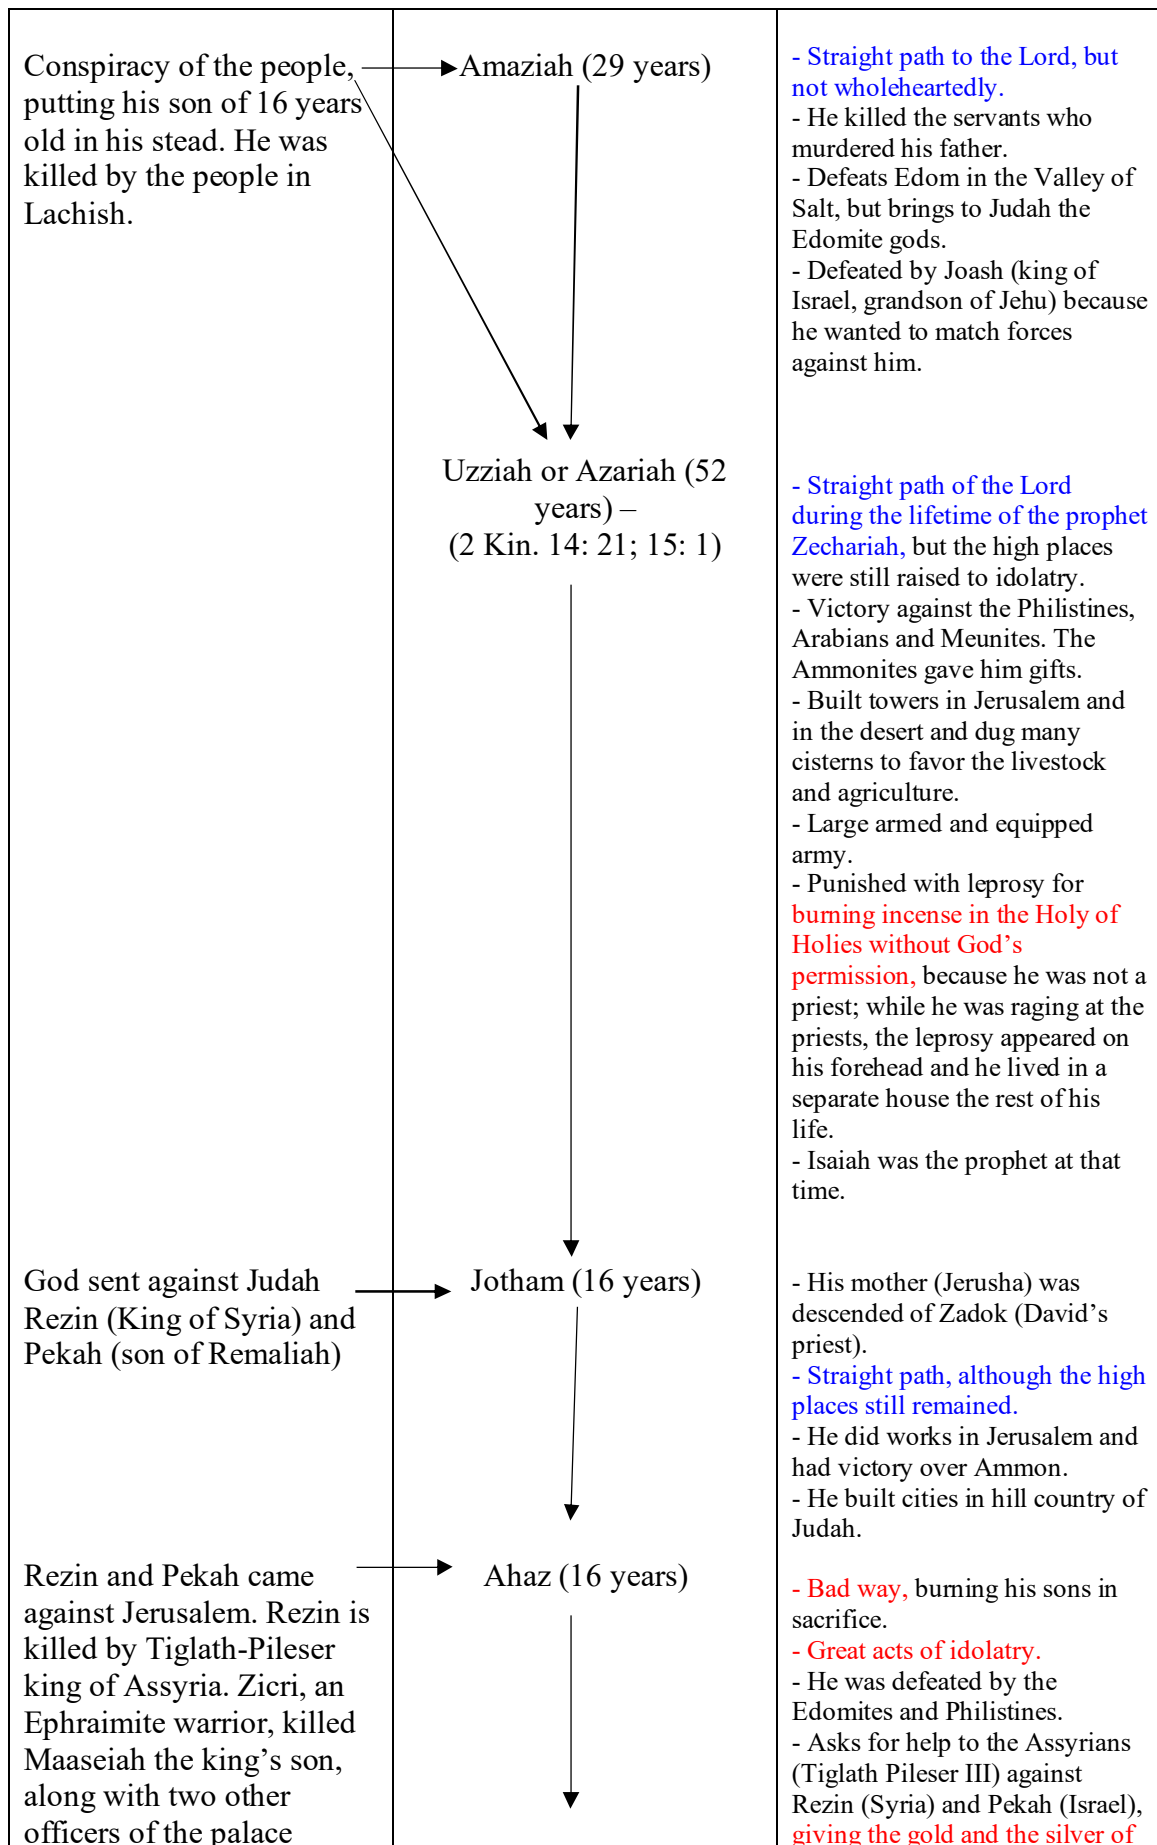 Conspiracy of the people,
putting his son of 16 years
old in his stead. He was
killed by the people in
Lachish.
Amaziah (29 years)
- Straight path to the Lord, but
not wholeheartedly.
- He killed the servants who
murdered his father.
- Defeats Edom in the Valley of
Salt, but brings to Judah the
Edomite gods.
- Defeated by Joash (king of
Israel, grandson of Jehu) because
he wanted to match forces
against him.
Uzziah or Azariah (52
years) –
(2 Kin. 14: 21; 15: 1)
- Straight path of the Lord
during the lifetime of the prophet
Zechariah, but the high places
were still raised to idolatry.
- Victory against the Philistines,
Arabians and Meunites. The
Ammonites gave him gifts.
- Built towers in Jerusalem and
in the desert and dug many
cisterns to favor the livestock
and agriculture.
- Large armed and equipped
army.
- Punished with leprosy for
burning incense in the Holy of
Holies without God’s
permission, because he was not a
priest; while he was raging at the
priests, the leprosy appeared on
his forehead and he lived in a
separate house the rest of his
life.
- Isaiah was the prophet at that
time.
God sent against Judah
Rezin (King of Syria) and
Pekah (son of Remaliah)
Jotham (16 years)
- His mother (Jerusha) was
descended of Zadok (David’s
priest).
- Straight path, although the high
places still remained.
- He did works in Jerusalem and
had victory over Ammon.
- He built cities in hill country of
Judah.
Rezin and Pekah came
against Jerusalem. Rezin is
killed by Tiglath-Pileser
king of Assyria. Zicri, an
Ephraimite warrior, killed
Maaseiah the king’s son,
along with two other
officers of the palace
Ahaz (16 years)
- Bad way, burning his sons in
sacrifice.
- Great acts of idolatry.
- He was defeated by the
Edomites and Philistines.
- Asks for help to the Assyrians
(Tiglath Pileser III) against
Rezin (Syria) and Pekah (Israel),
giving the gold and the silver of